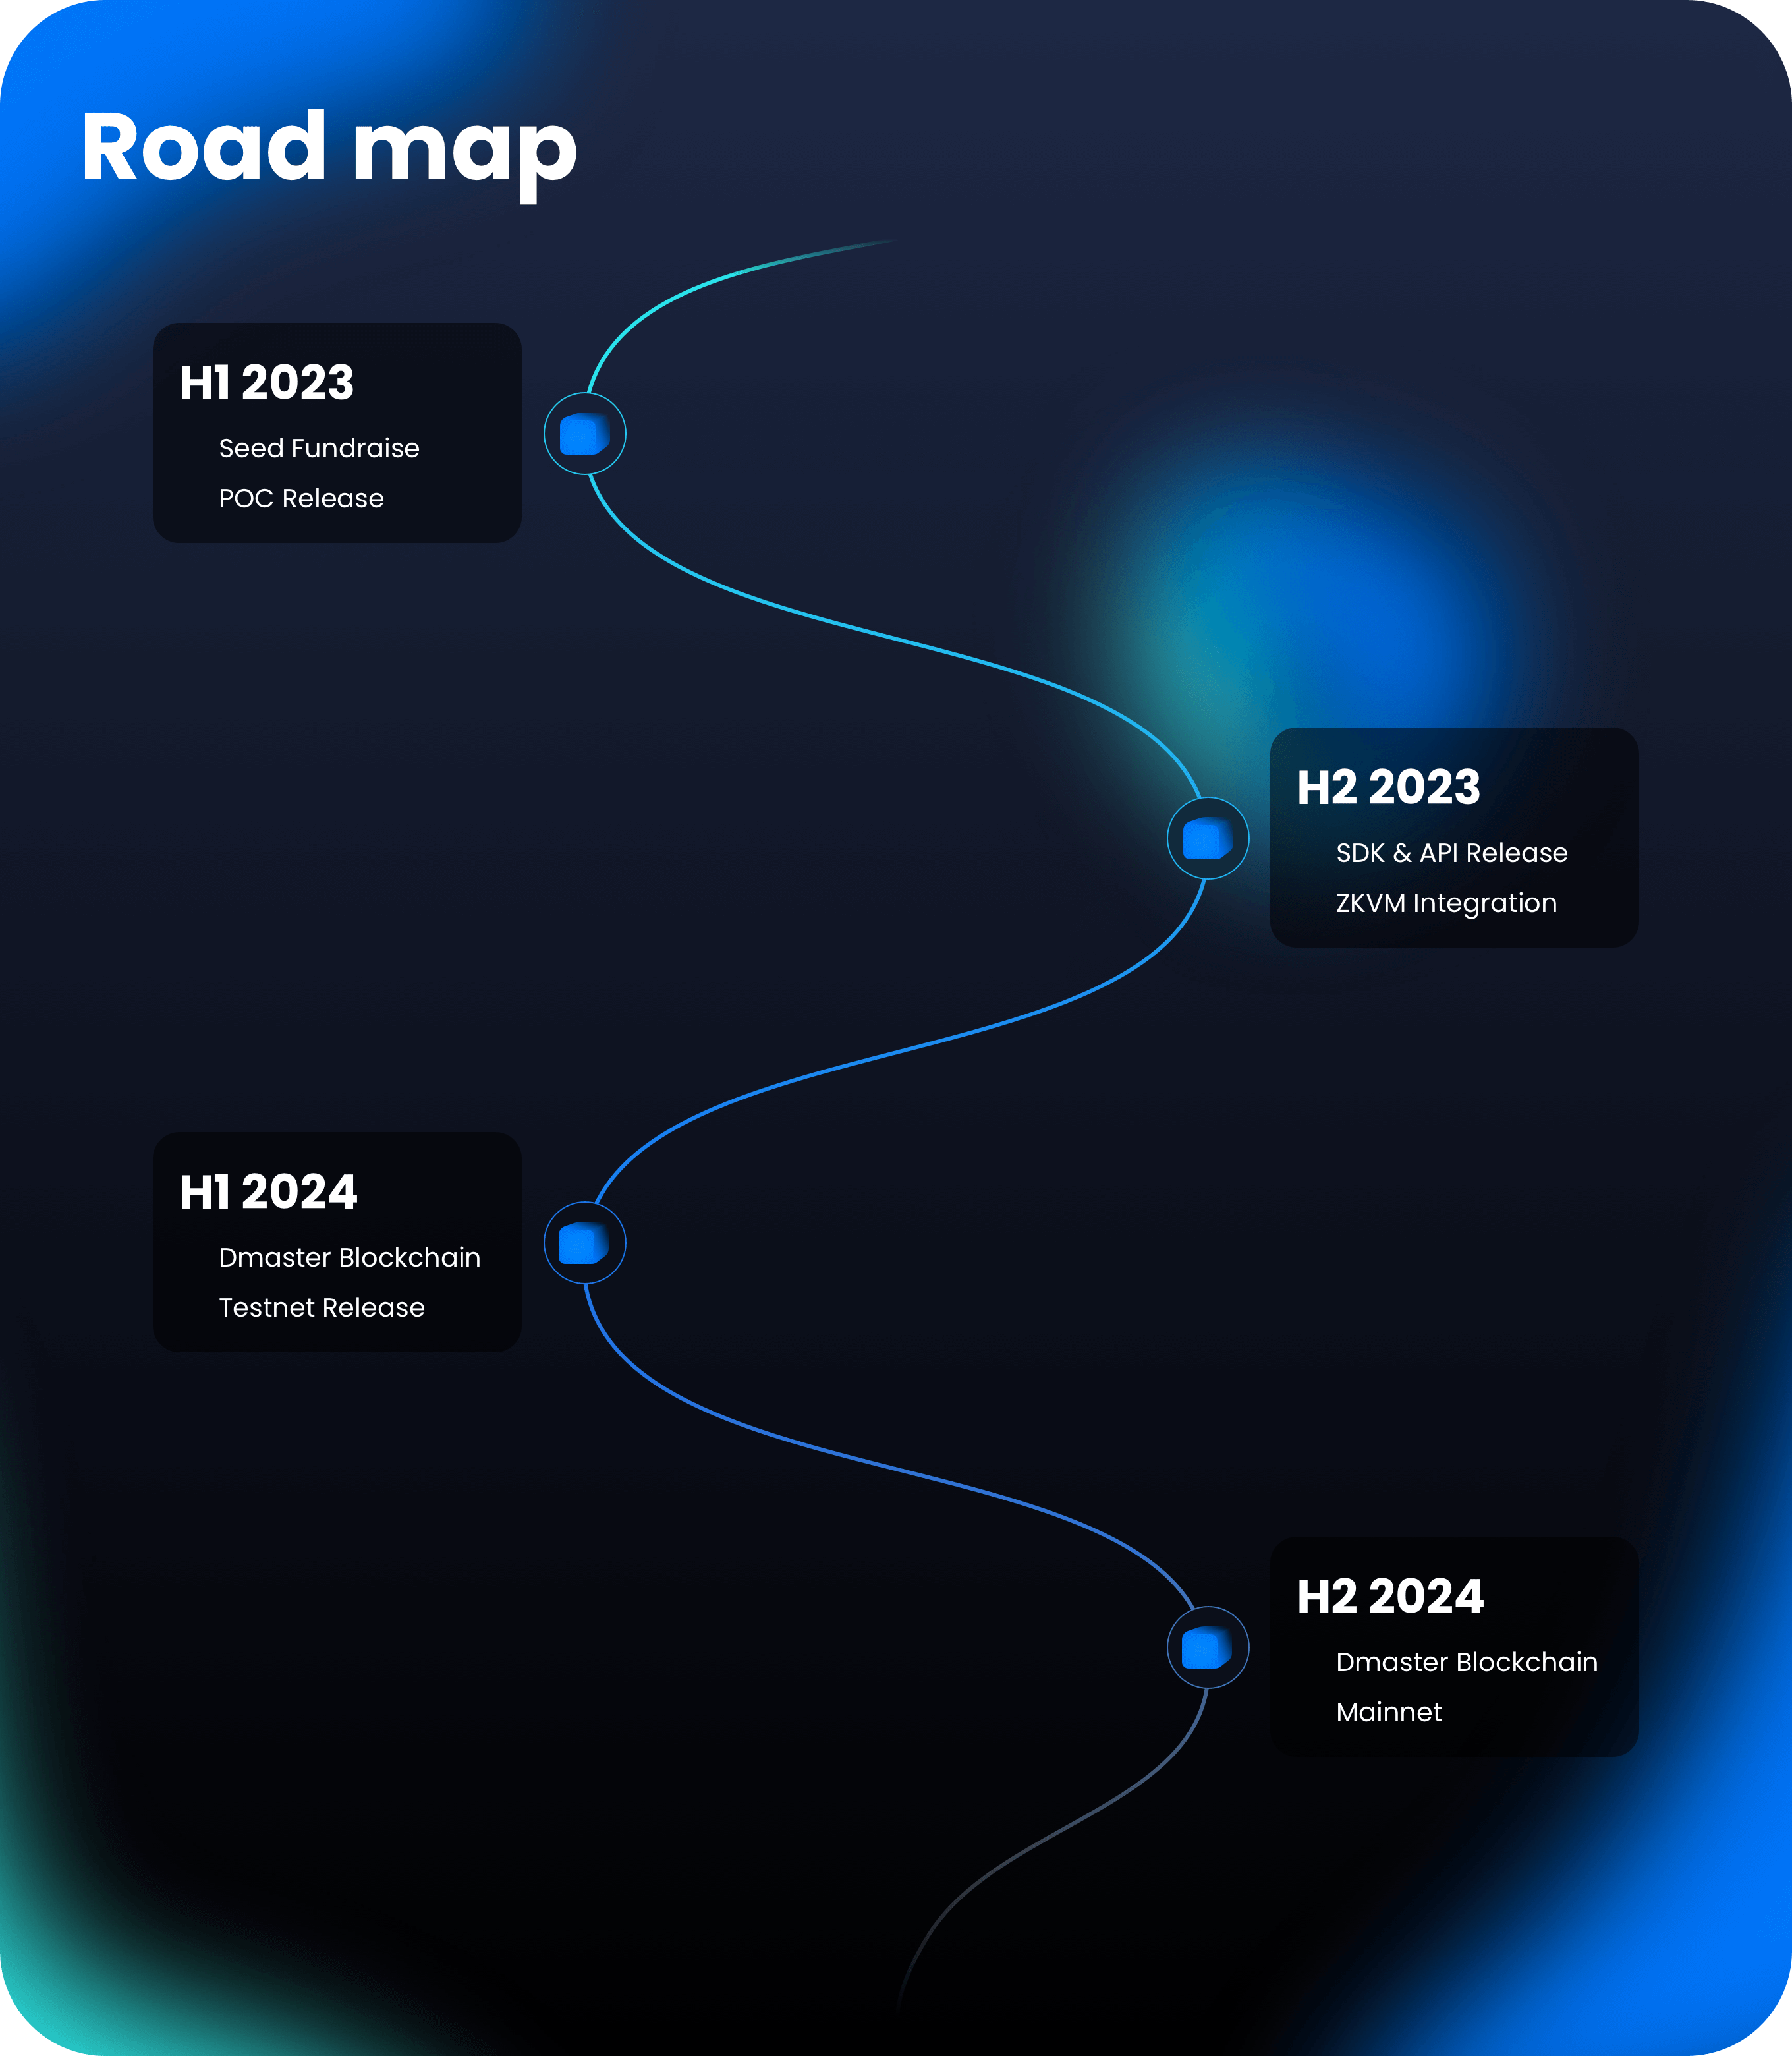 Road map
H1 2023
Seed Fundraise
POC Release
H2 2023
SDK & API Release
ZKVM Integration
H1 2024
Dmaster Blockchain
Testnet Release
H2 2024
Dmaster Blockchain
Mainnet